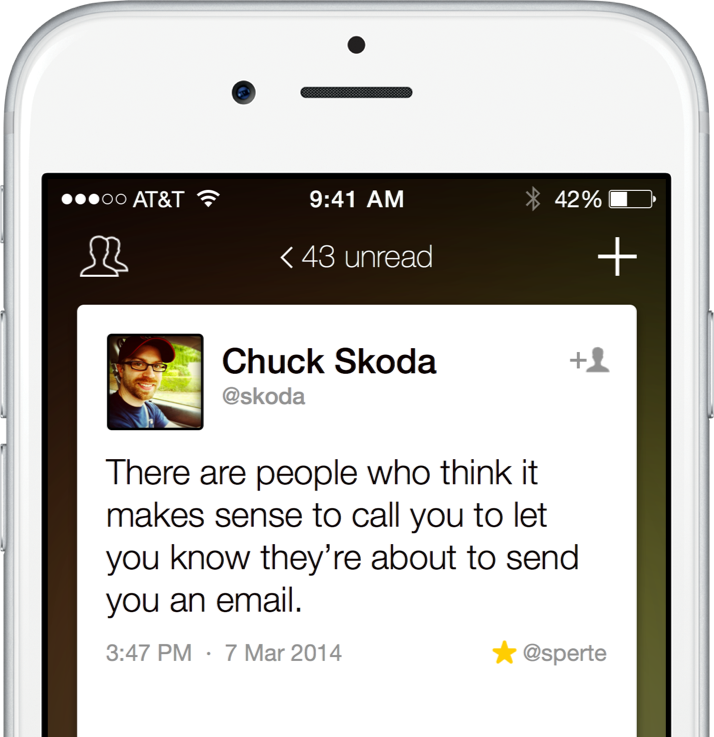 AT&T 9:41 AM 42%
< 43 unread
Chuck Skoda
@skoda
There are people who think it
makes sense to call you to let
you know they’re about to send
you an email.
3:47 PM · 7 Mar 2014 @sperte